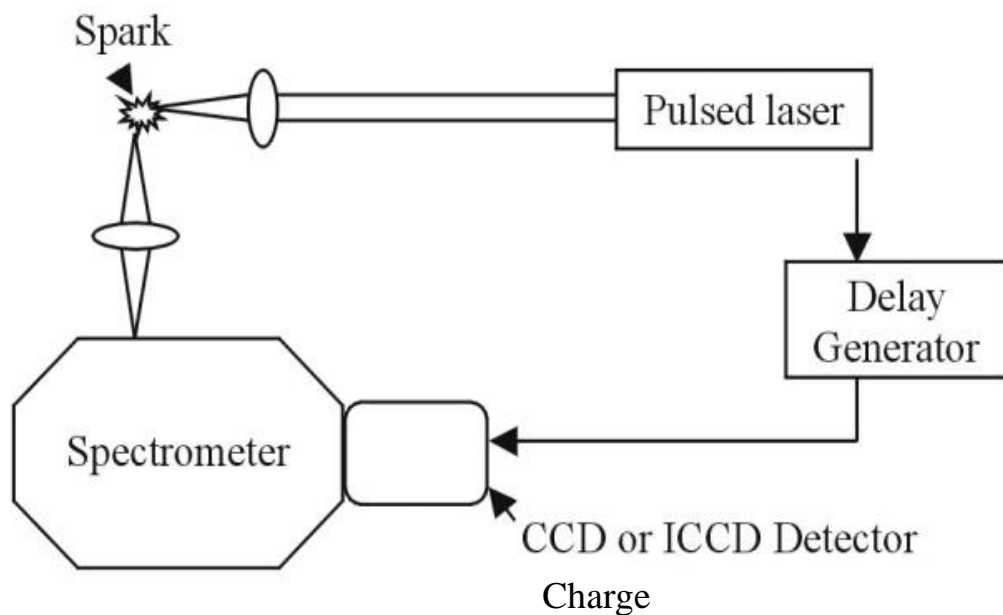 Spark
Pulsed laser
Delay
Generator
Spectrometer
CCD or ICCD Detector
Charge